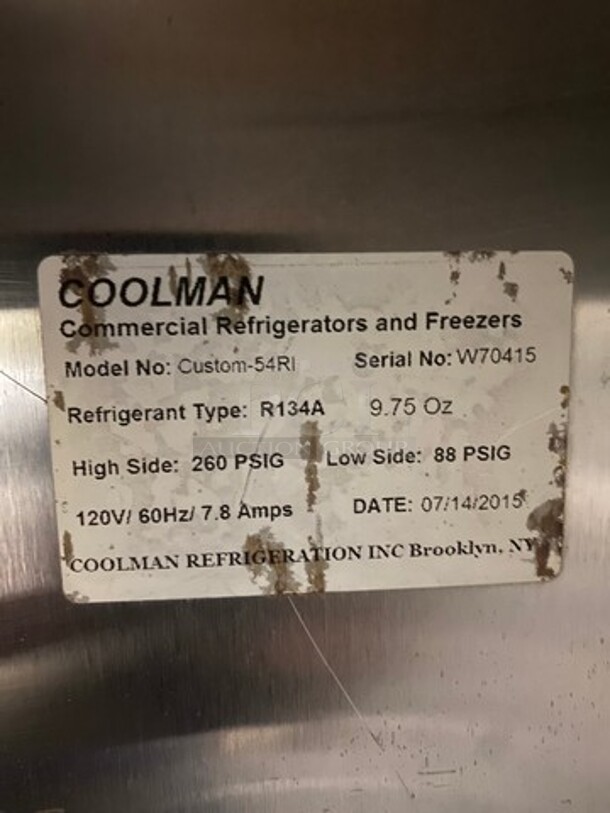 COOLMAN
Commercial Refrigerators and Freezers
Model No: Custom-54RI Serial No: W70415
Refrigerant Type: R134A 9.75 Oz
AUCTION GROUP
High Side: 260 PSIG Low Side: 88 PSIG
120V/ 60Hz/ 7.8 Amps DATE: 07/14/2015
COOLMAN REFRIGERATION INC Brooklyn, NY